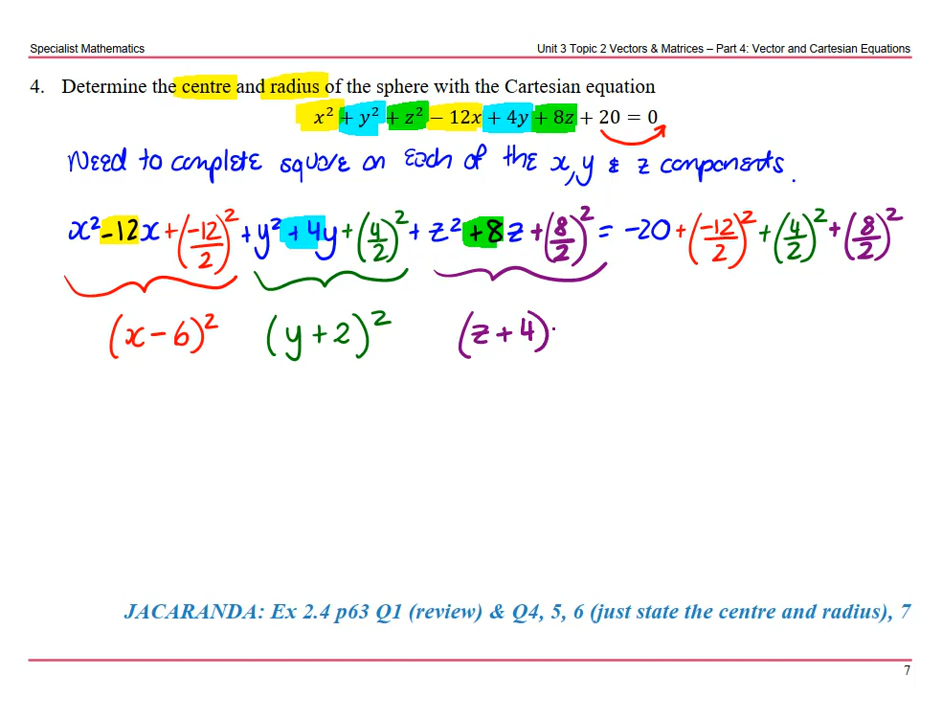 Specialist Mathematics
Unit 3 Topic 2 Vectors & Matrices – Part 4: Vector and Cartesian Equations
4. Determine the centre and radius of the sphere with the Cartesian equation
x² + y² + z² − 12x + 4y + 8z + 20 = 0
Need to complete square on each of the x, y & z components.
x² -12x + (-12/2)² + y² + 4y + (4/2)² + z² +8z + (8/2)² = -20 + (-12/2)² + (4/2)² + (8/2)²
(x - 6)² (y + 2)² (z + 4)
JACARANDA: Ex 2.4 p63 Q1 (review) & Q4, 5, 6 (just state the centre and radius), 7
7